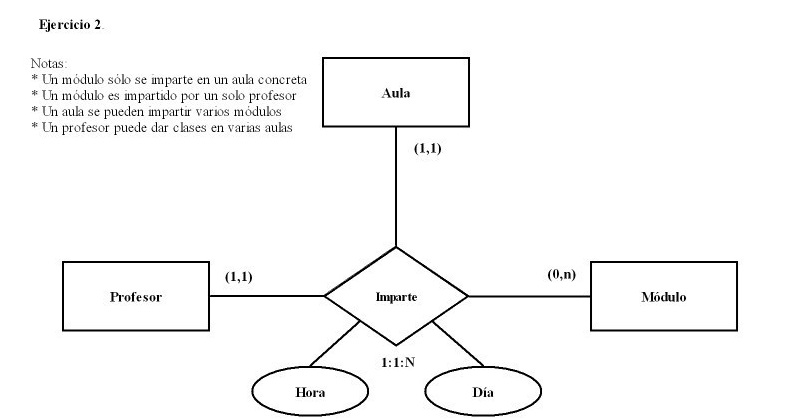 Ejercicio 2.
Notas:
* Un módulo sólo se imparte en un aula concreta
* Un módulo es impartido por un solo profesor
* Un aula se pueden impartir varios módulos
* Un profesor puede dar clases en varias aulas
Aula
(1,1)
(1,1)
(0,n)
Profesor
Imparte
Módulo
1:1:N
Hora
Día